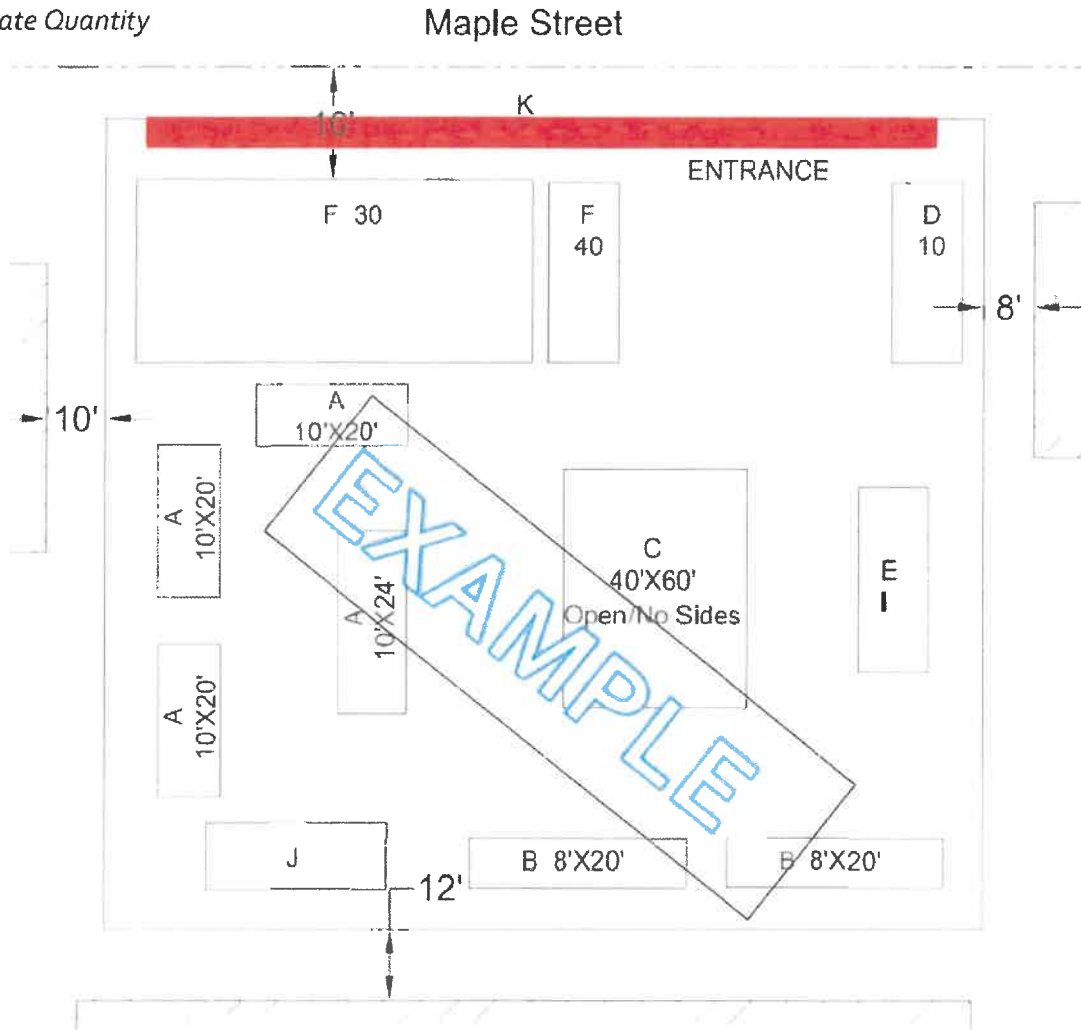 ate Quantity
Maple Street
K
16'
ENTRANCE
F 30
F
40
D
10
8'
10'
A
10'X20'
A
10'X20'
A
10'X24'
C
40'X60'
Open/No Sides
E
I
A
10'X20'
EXAMPLE
J
B 8'X20'
B 8'X20'
12'